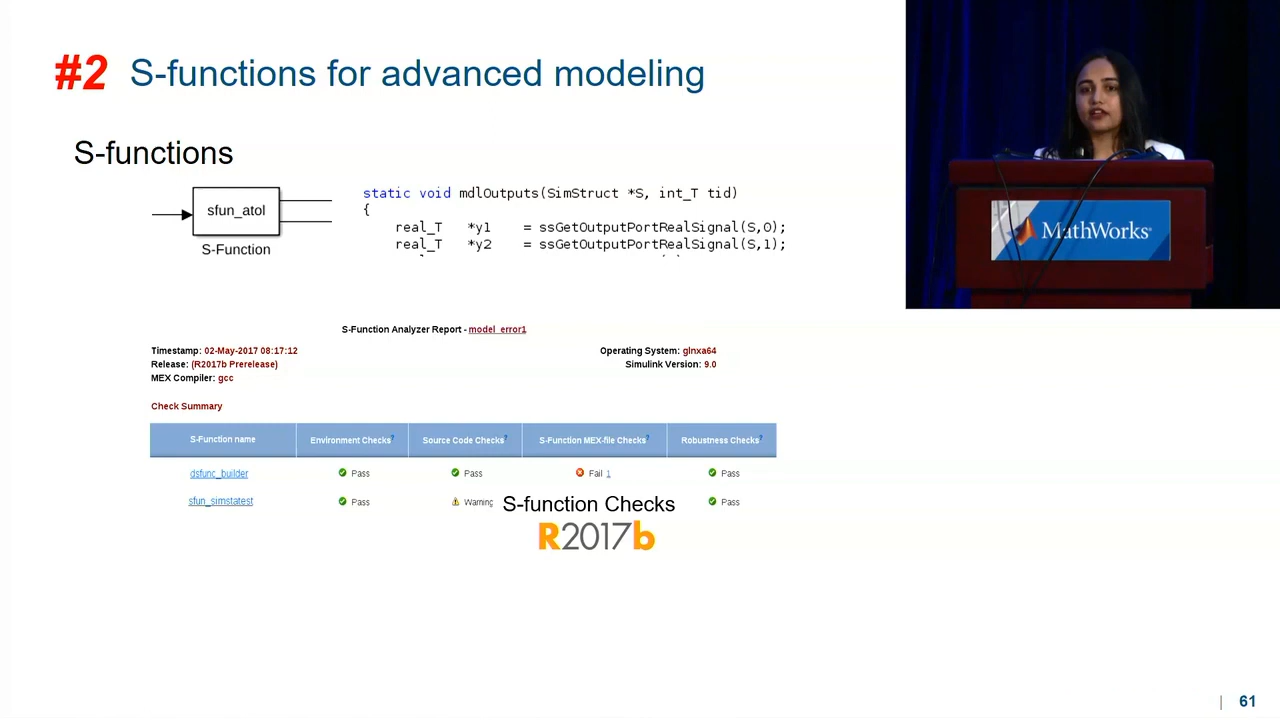 #2 S-functions for advanced modeling
S-functions
sfun_atol
S-Function
static void mdlOutputs(SimStruct *S, int_T tid)
{
real_T *y1 = ssGetOutputPortRealSignal(S,0);
real_T *y2 = ssGetOutputPortRealSignal(S,1);
MathWorks®
S-Function Analyzer Report - model_error1
Timestamp: 02-May-2017 08:17:12 Operating System: glnxa64
Release: (R2017b Prerelease) Simulink Version: 9.0
MEX Compiler: gcc
Check Summary
S-Function name Environment Checks? Source Code Checks? S-Function MEX-file Checks? Robustness Checks?
dsfunc_builder Pass Pass Fail 1 Pass
sfun_simstatest Pass Warning Pass
S-function Checks
R2017b
| 61